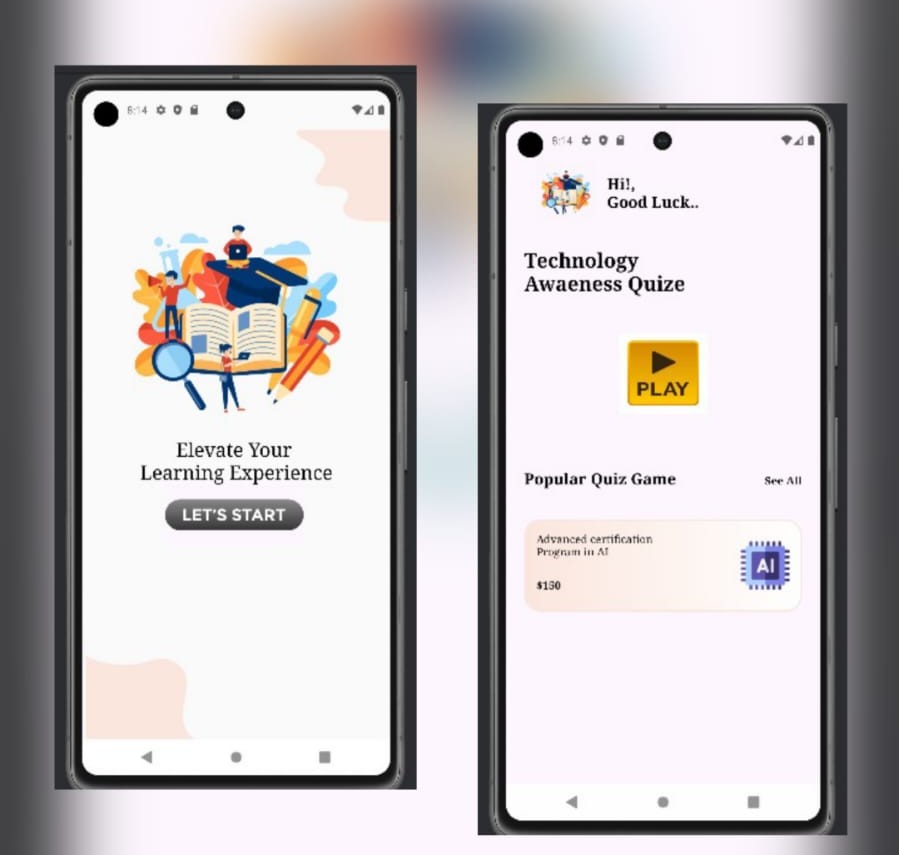 8:14
Elevate Your
Learning Experience
LET'S START
8:14
Hi!,
Good Luck..
Technology
Awaeness Quize
PLAY
Popular Quiz Game
See All
Advanced certification
Program in AI
$150
AI